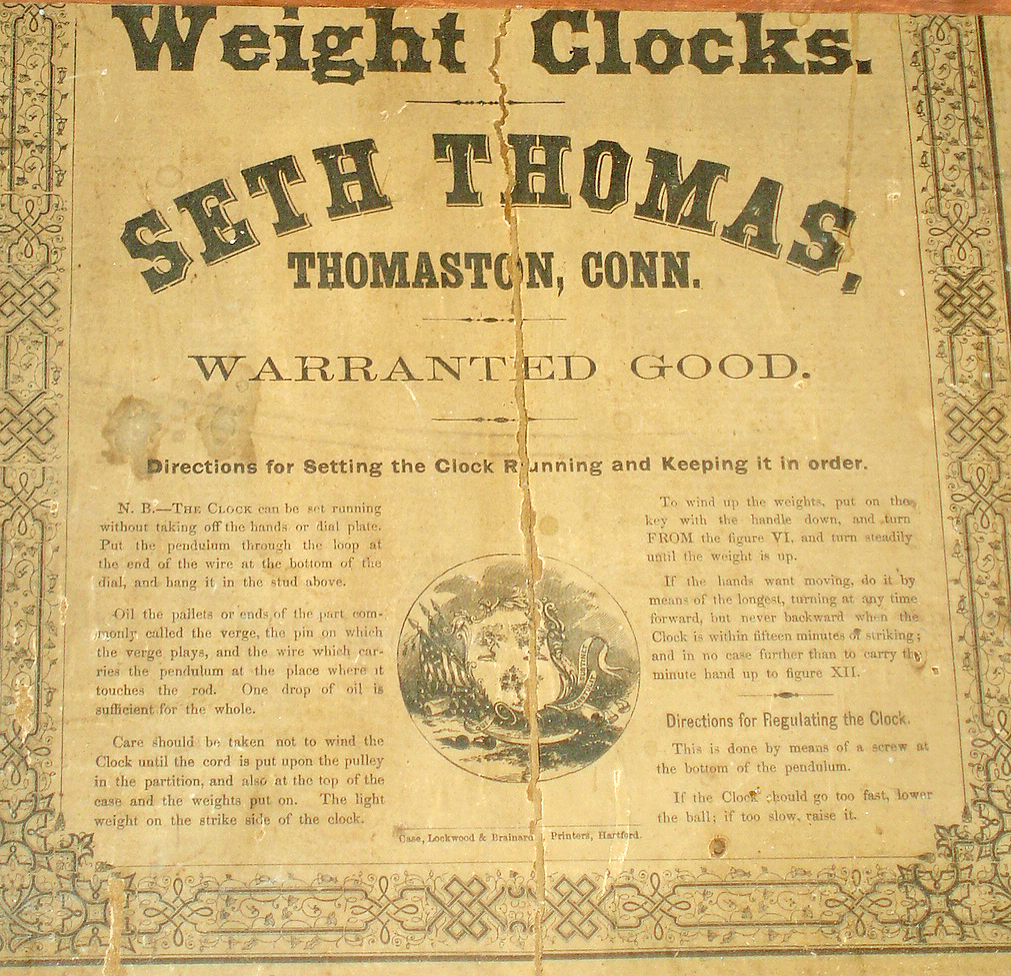 Weight Clocks.
SETH THOMAS,
THOMASTON, CONN.
WARRANTED GOOD.
Directions for Setting the Clock Running and Keeping it in order.
N. B.—THE CLOCK can be set running
without taking off the hands or dial plate.
Put the pendulum through the loop at
the end of the wire at the bottom of the
dial, and hang it in the stud above.
Oil the pallets or ends of the part com-
monly called the verge, the pin on which
the verge plays, and the wire which car-
ries the pendulum at the place where it
touches the rod. One drop of oil is
sufficient for the whole.
Care should be taken not to wind the
Clock until the cord is put upon the pulley
in the partition, and also at the top of the
case and the weights put on. The light
weight on the strike side of the clock.
Case, Lockwood & Brainard, Printers, Hartford.
To wind up the weights, put on the
key with the handle down, and turn
FROM the figure VI, and turn steadily
until the weight is up.
If the hands want moving, do it by
means of the longest, turning at any time
forward, but never backward when the
Clock is within fifteen minutes of striking;
and in no case further than to carry the
minute hand up to figure XII.
Directions for Regulating the Clock.
This is done by means of a screw at
the bottom of the pendulum.
If the Clock should go too fast, lower
the ball; if too slow, raise it.